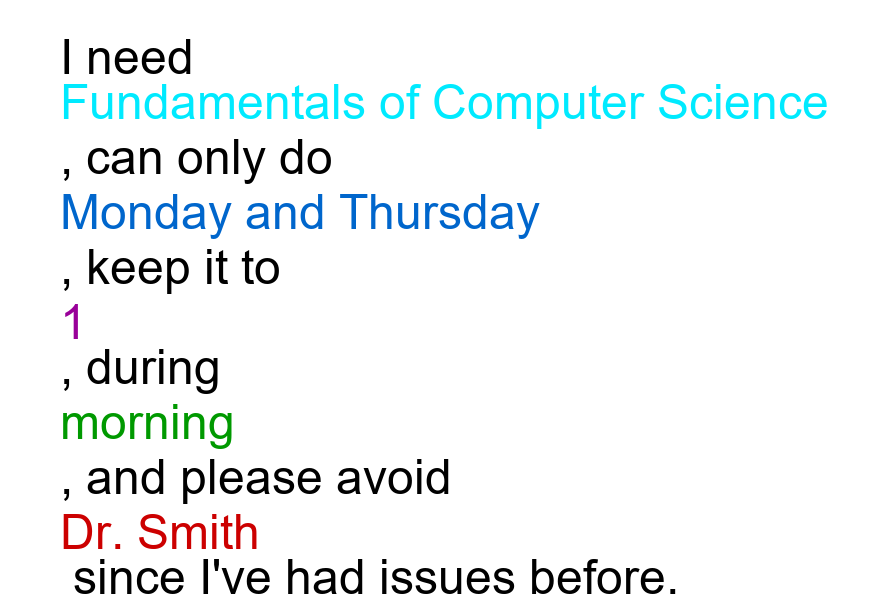 I need
Fundamentals of Computer Science
, can only do
Monday and Thursday
, keep it to
1
, during
morning
, and please avoid
Dr. Smith
since I've had issues before.